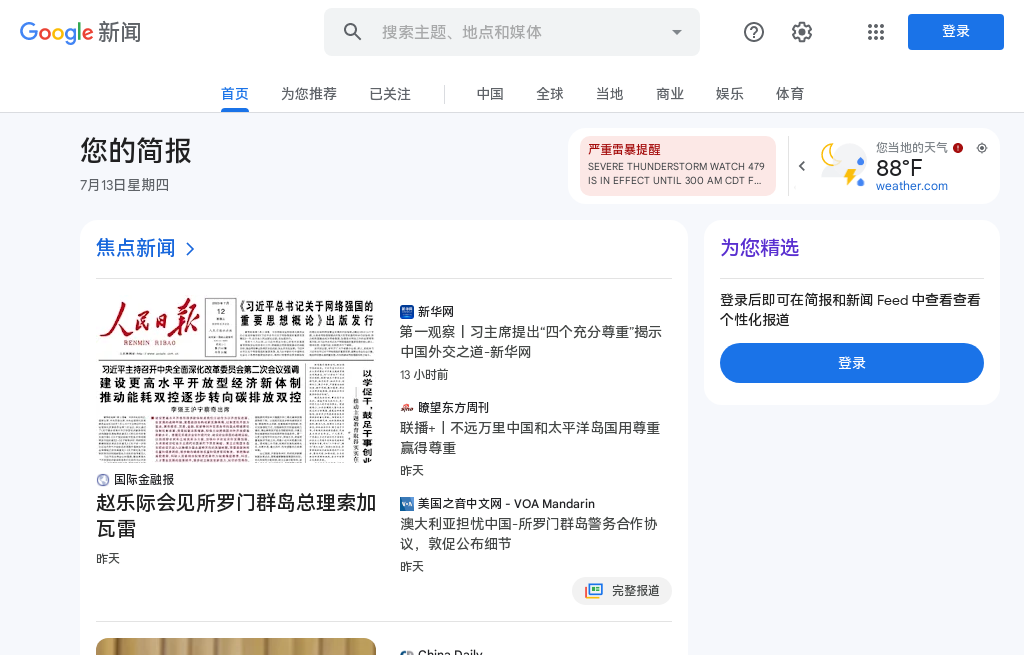 Google 新闻
搜索主题、地点和媒体
登录
首页
为您推荐
已关注
中国
全球
当地
商业
娱乐
体育
您的简报
7月13日星期四
严重雷暴提醒
SEVERE THUNDERSTORM WATCH 479
IS IN EFFECT UNTIL 300 AM CDT F…
您当地的天气
88°F
weather.com
焦点新闻
人民日报
RENMIN RIBAO
12
《习近平总书记关于网络强国的
重要思想概论》出版发行
习近平主持召开中央全面深化改革委员会第二次会议强调
建设更高水平开放型经济新体制
推动能耗双控逐步转向碳排放双控
李强王沪宁蔡奇出席
以学促干,鼓足干事创业
国际金融报
赵乐际会见所罗门群岛总理索加
瓦雷
昨天
新华网
第一观察丨习主席提出“四个充分尊重”揭示
中国外交之道-新华网
13 小时前
瞭望东方周刊
联播+丨不远万里中国和太平洋岛国用尊重
赢得尊重
昨天
美国之音中文网 - VOA Mandarin
澳大利亚担忧中国-所罗门群岛警务合作协
议，敦促公布细节
昨天
完整报道
China Daily
为您精选
登录后即可在简报和新闻 Feed 中查看查看
个性化报道
登录